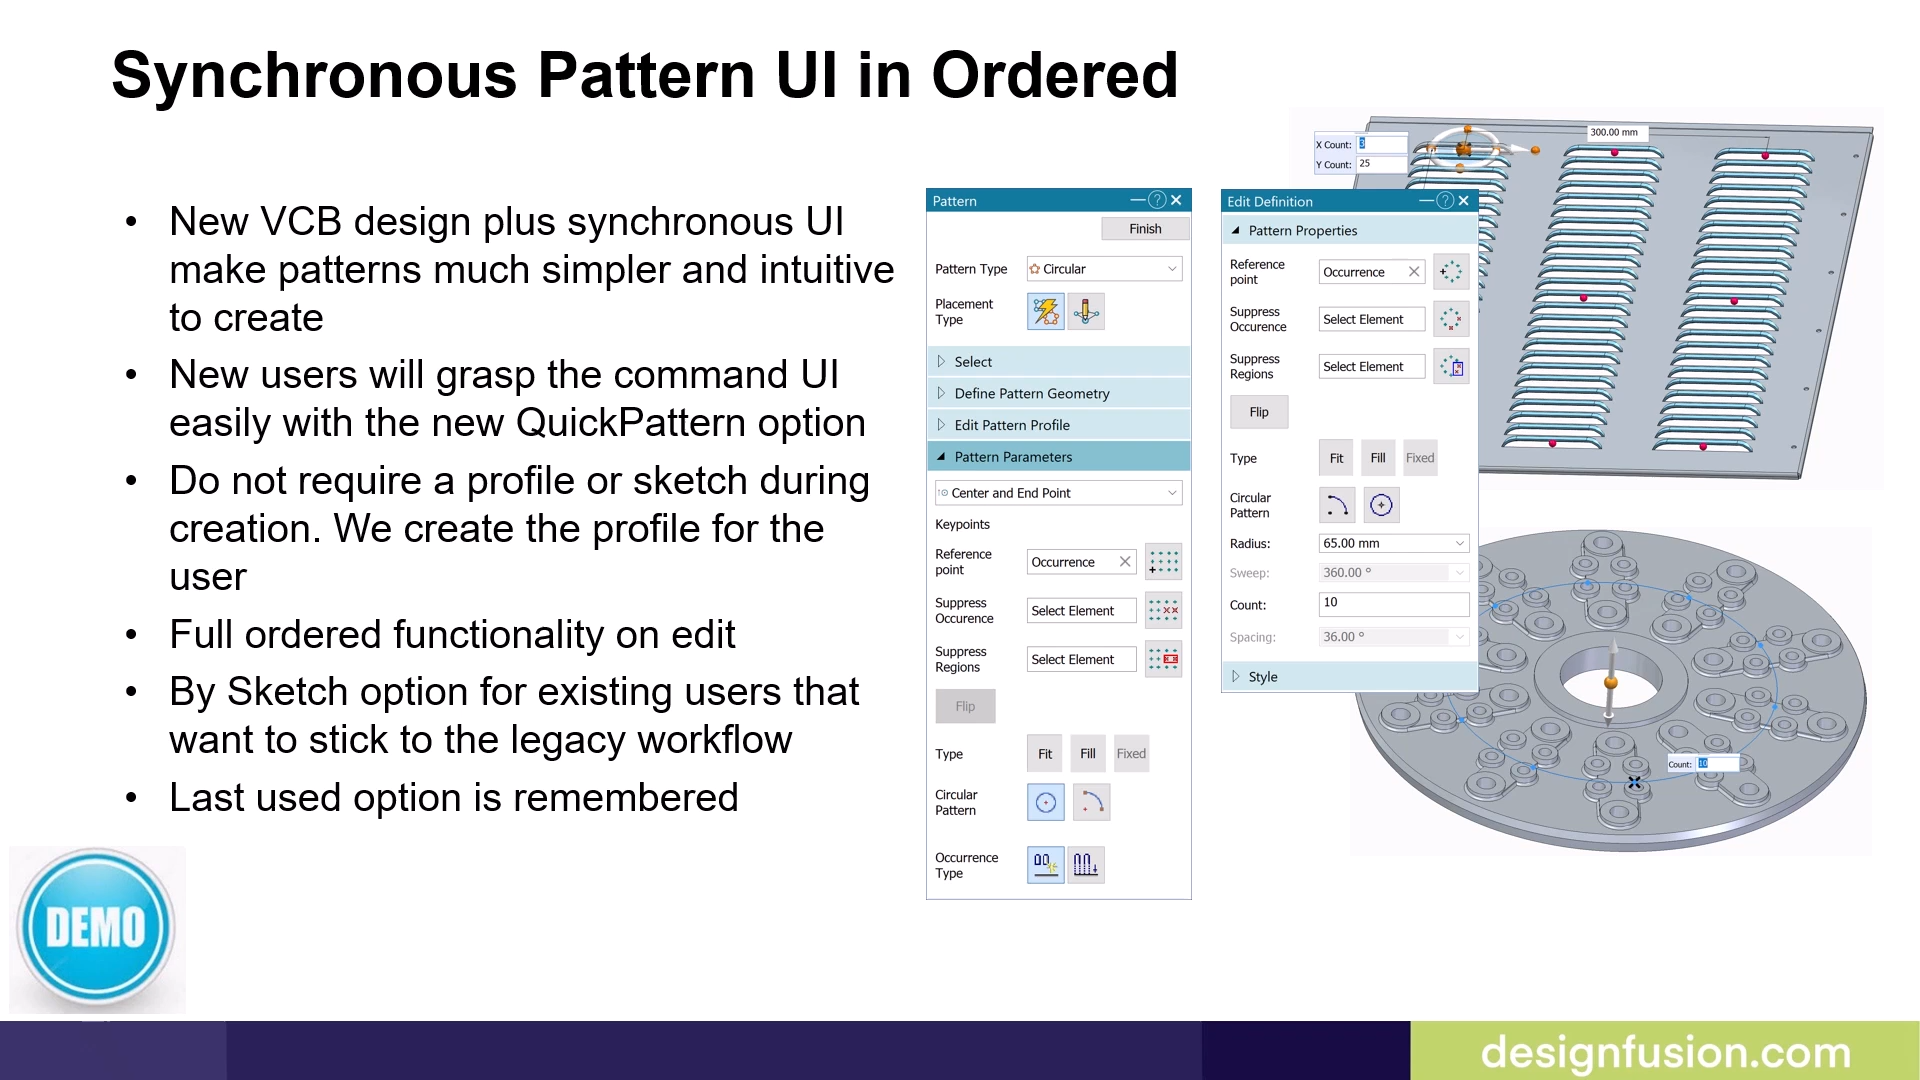 Synchronous Pattern UI in Ordered
• New VCB design plus synchronous UI
make patterns much simpler and intuitive
to create
• New users will grasp the command UI
easily with the new QuickPattern option
• Do not require a profile or sketch during
creation. We create the profile for the
user
• Full ordered functionality on edit
• By Sketch option for existing users that
want to stick to the legacy workflow
• Last used option is remembered
DEMO
Pattern
Finish
Pattern Type Circular
Placement
Type
Select
Define Pattern Geometry
Edit Pattern Profile
Pattern Parameters
Center and End Point
Keypoints
Reference
point
Occurrence
Suppress
Occurence
Select Element
Suppress
Regions
Select Element
Flip
Type Fit Fill Fixed
Circular
Pattern
Occurrence
Type
Edit Definition
Pattern Properties
Reference
point
Occurrence
Suppress
Occurence
Select Element
Suppress
Regions
Select Element
Flip
Type Fit Fill Fixed
Circular
Pattern
Radius: 65.00 mm
Sweep: 360.00 °
Count: 10
Spacing: 36.00 °
Style
X Count: 3
Y Count: 25
300.00 mm
Count: 10
designfusion.com